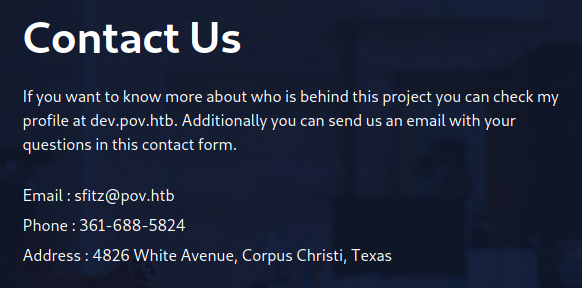 Contact Us
If you want to know more about who is behind this project you can check my
profile at dev.pov.htb. Additionally you can send us an email with your
questions in this contact form.
Email : sfitz@pov.htb
Phone : 361-688-5824
Address : 4826 White Avenue, Corpus Christi, Texas